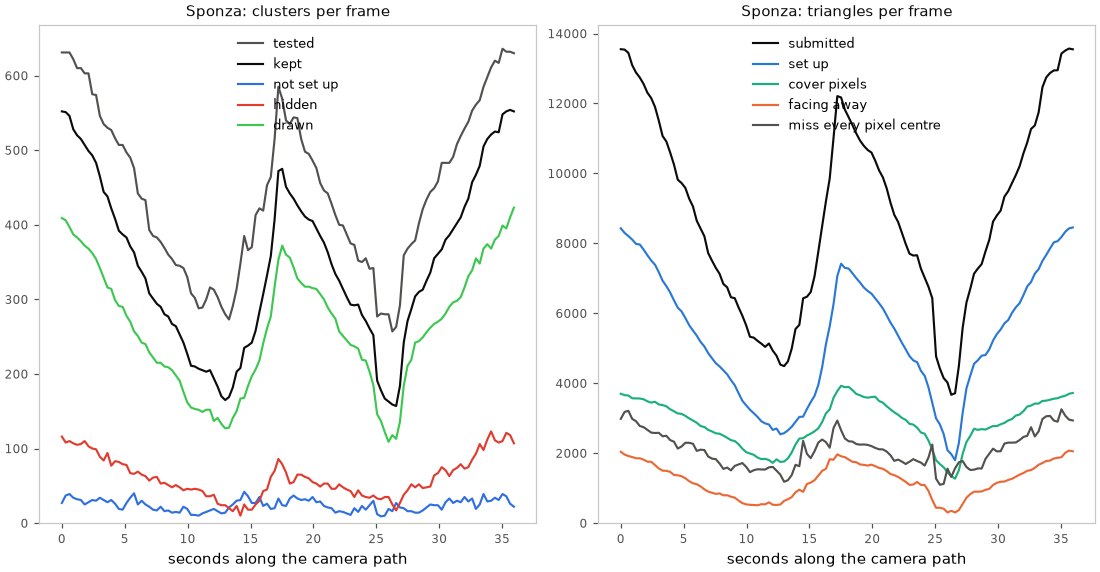 Sponza: clusters per frame
tested
kept
not set up
hidden
drawn
600
500
400
300
200
100
0
0 5 10 15 20 25 30 35
seconds along the camera path
Sponza: triangles per frame
submitted
set up
cover pixels
facing away
miss every pixel centre
14000
12000
10000
8000
6000
4000
2000
0
0 5 10 15 20 25 30 35
seconds along the camera path